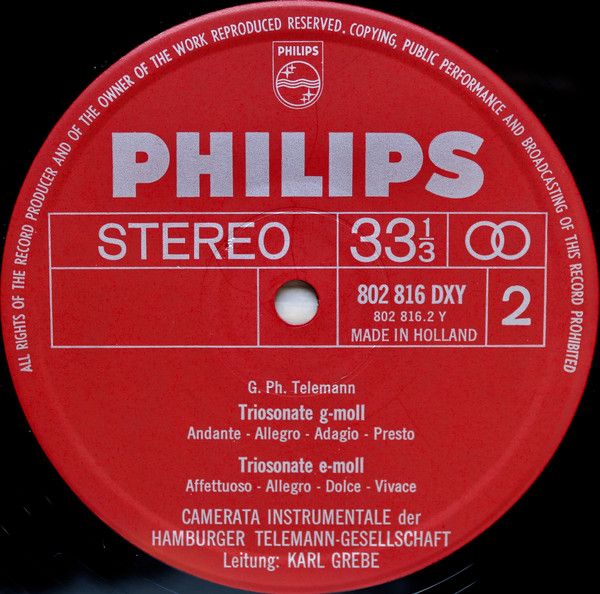 ALL RIGHTS OF THE RECORD PRODUCER AND OF THE OWNER OF THE WORK REPRODUCED RESERVED. COPYING, PUBLIC PERFORMANCE AND BROADCASTING OF THIS RECORD PROHIBITED
PHILIPS
PHILIPS
STEREO 33 1/3
802 816 DXY
802 816.2 Y
MADE IN HOLLAND
2
G. Ph. Telemann
Triosonate g-moll
Andante - Allegro - Adagio - Presto
Triosonate e-moll
Affettuoso - Allegro - Dolce - Vivace
CAMERATA INSTRUMENTALE der
HAMBURGER TELEMANN-GESELLSCHAFT
Leitung: KARL GREBE